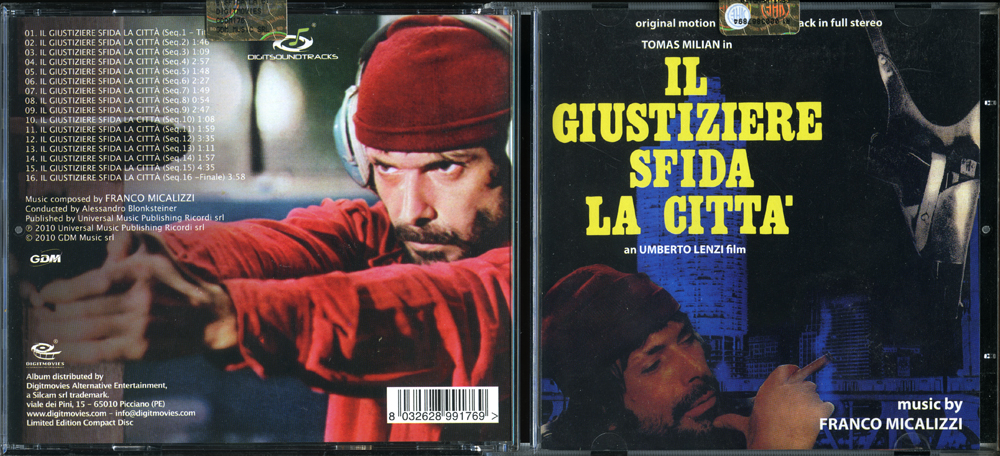 01. IL GIUSTIZIERE SFIDA LA CITTÀ (Seq.1 -
02. IL GIUSTIZIERE SFIDA LA CITTÀ (Seq.2) 1:46
03. IL GIUSTIZIERE SFIDA LA CITTÀ (Seq.3) 1:09
04. IL GIUSTIZIERE SFIDA LA CITTÀ (Seq.4) 2:57
05. IL GIUSTIZIERE SFIDA LA CITTÀ (Seq.5) 1:48
06. IL GIUSTIZIERE SFIDA LA CITTÀ (Seq.6) 2:27
07. IL GIUSTIZIERE SFIDA LA CITTÀ (Seq.7) 1:49
08. IL GIUSTIZIERE SFIDA LA CITTÀ (Seq.8) 0:54
09. IL GIUSTIZIERE SFIDA LA CITTÀ (Seq.9) 2:47
10. IL GIUSTIZIERE SFIDA LA CITTÀ (Seq.10) 1:08
11. IL GIUSTIZIERE SFIDA LA CITTÀ (Seq.11) 1:59
12. IL GIUSTIZIERE SFIDA LA CITTÀ (Seq.12) 3:35
13. IL GIUSTIZIERE SFIDA LA CITTÀ (Seq.13) 1:11
14. IL GIUSTIZIERE SFIDA LA CITTÀ (Seq.14) 1:57
15. IL GIUSTIZIERE SFIDA LA CITTÀ (Seq.15) 4:35
16. IL GIUSTIZIERE SFIDA LA CITTÀ (Seq.16 -Finale) 3:58
DIGITSOUNDTRACKS
Music composed by FRANCO MICALIZZI
Conducted by Alessandro Blonksteiner
Published by Universal Music Publishing Ricordi srl
℗ 2010 Universal Music Publishing Ricordi srl
© 2010 GDM Music srl
GDM
DIGITMOVIES
Album distributed by
Digitmovies Alternative Entertainment,
a Silcam srl trademark.
viale dei Pini, 15 - 65010 Picciano (PE)
www.digitmovies.com - info@digitmovies.com
Limited Edition Compact Disc
8 032628 991769 >
original motion ack in full stereo
TOMAS MILIAN in
IL
GIUSTIZIERE
SFIDA
LA CITTA'
an UMBERTO LENZI film
music by
FRANCO MICALIZZI